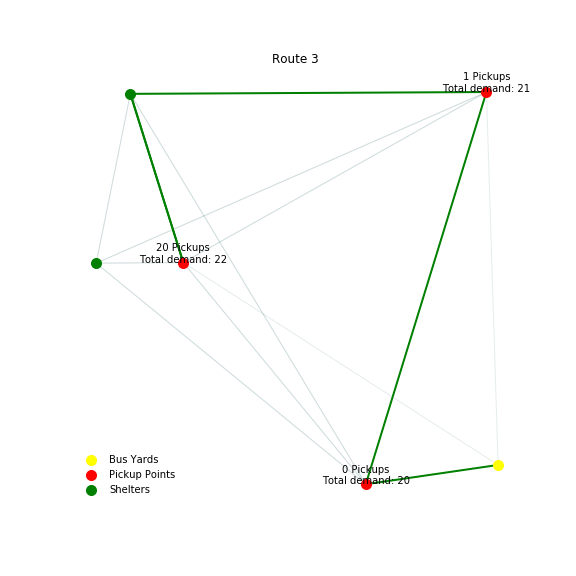 Route 3
1 Pickups
Total demand: 21
20 Pickups
Total demand: 22
0 Pickups
Total demand: 20
Bus Yards
Pickup Points
Shelters